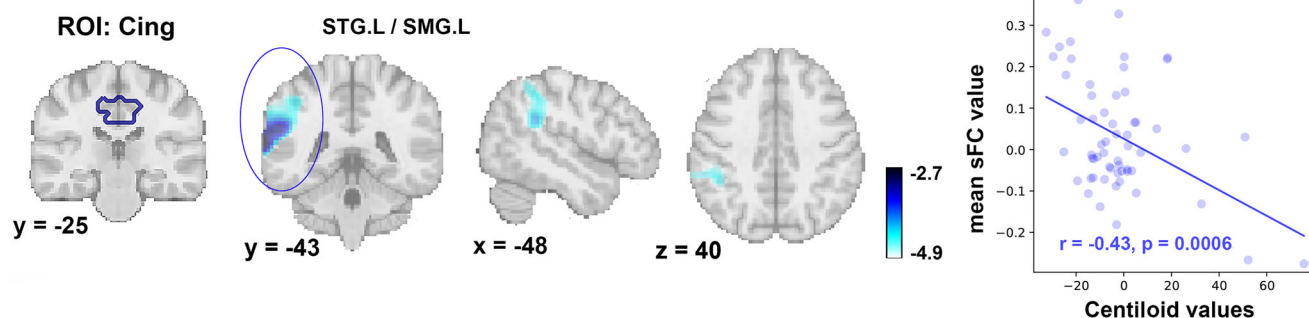 ROI: Cing
STG.L / SMG.L
y = -25
y = -43
x = -48
z = 40
-2.7
-4.9
mean sFC value
0.3
0.2
0.1
0.0
−0.1
−0.2
r = -0.43, p = 0.0006
−20 0 20 40 60
Centiloid values